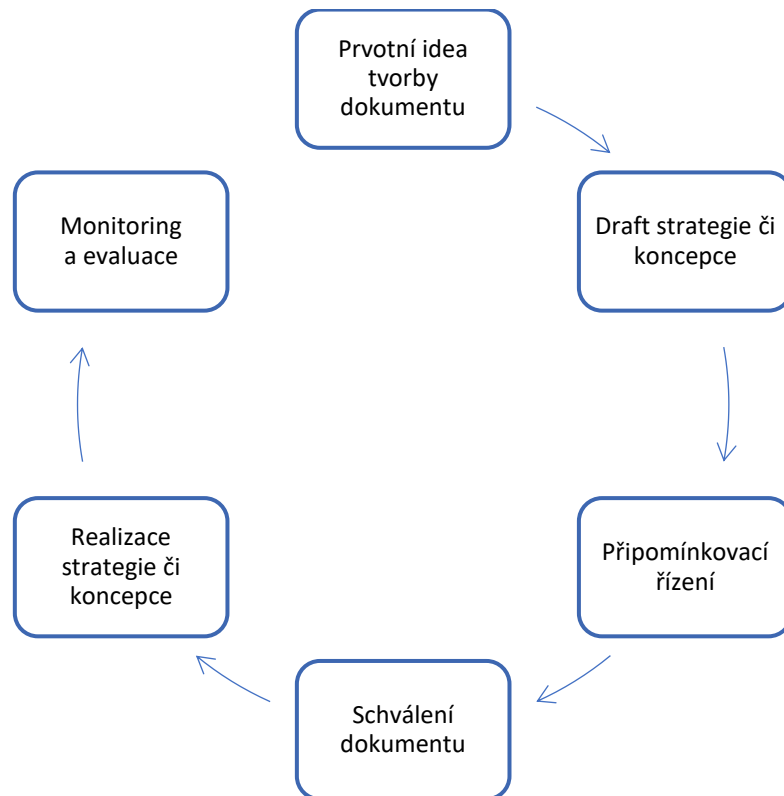 Prvotní idea
tvorby
dokumentu
Draft strategie či
koncepce
Připomínkovací
řízení
Schválení
dokumentu
Realizace
strategie či
koncepce
Monitoring
a evaluace